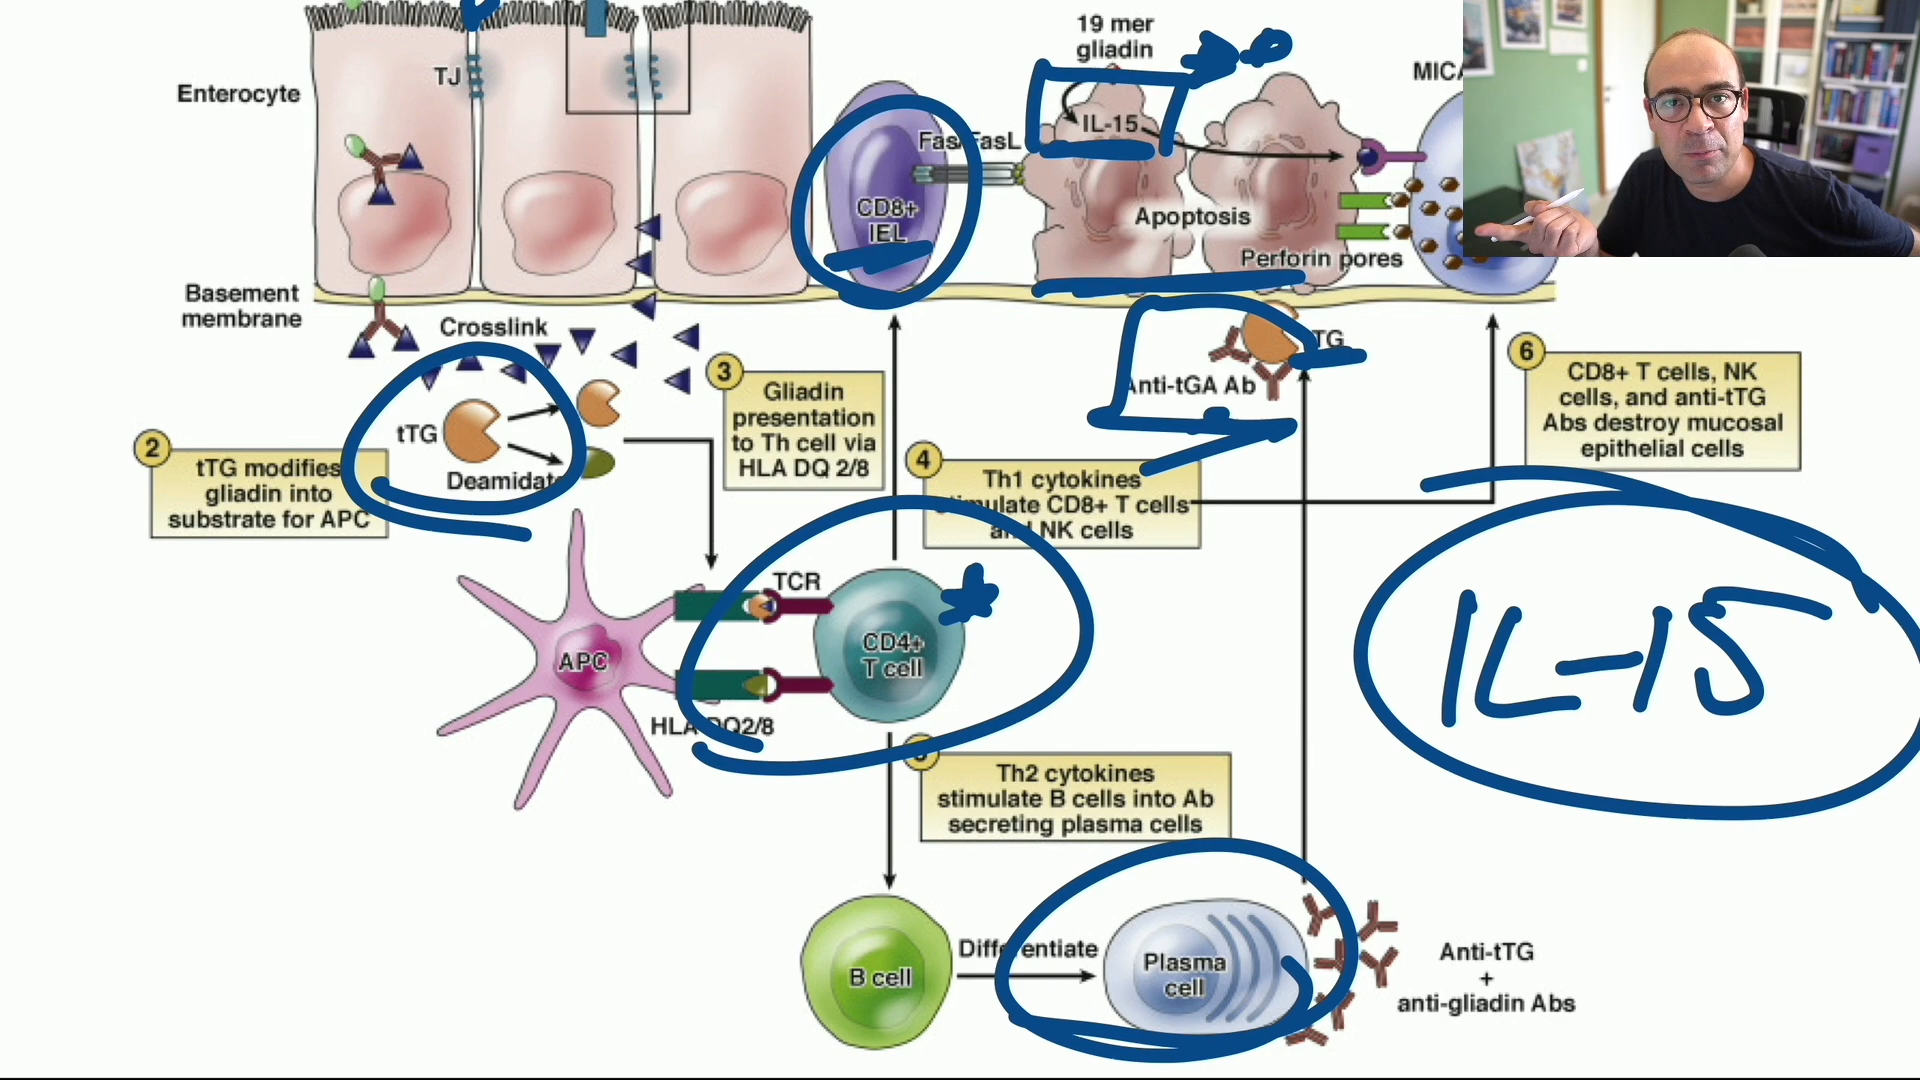 19 mer
gliadin
TJ
MICA
Enterocyte
IL-15
Fas/FasL
CD8+
IEL
Apoptosis
Perforin pores
Basement
membrane
Crosslink
TG
Anti-tGA Ab
tTG
Deamidate
2
tTG modifies
gliadin into
substrate for APC
3
Gliadin
presentation
to Th cell via
HLA DQ 2/8
4
Th1 cytokines
stimulate CD8+ T cells
and NK cells
6
CD8+ T cells, NK
cells, and anti-tTG
Abs destroy mucosal
epithelial cells
TCR
APC
CD4+
T cell
HLA DQ2/8
IL-15
5
Th2 cytokines
stimulate B cells into Ab
secreting plasma cells
B cell
Differentiate
Plasma
cell
Anti-tTG
+
anti-gliadin Abs